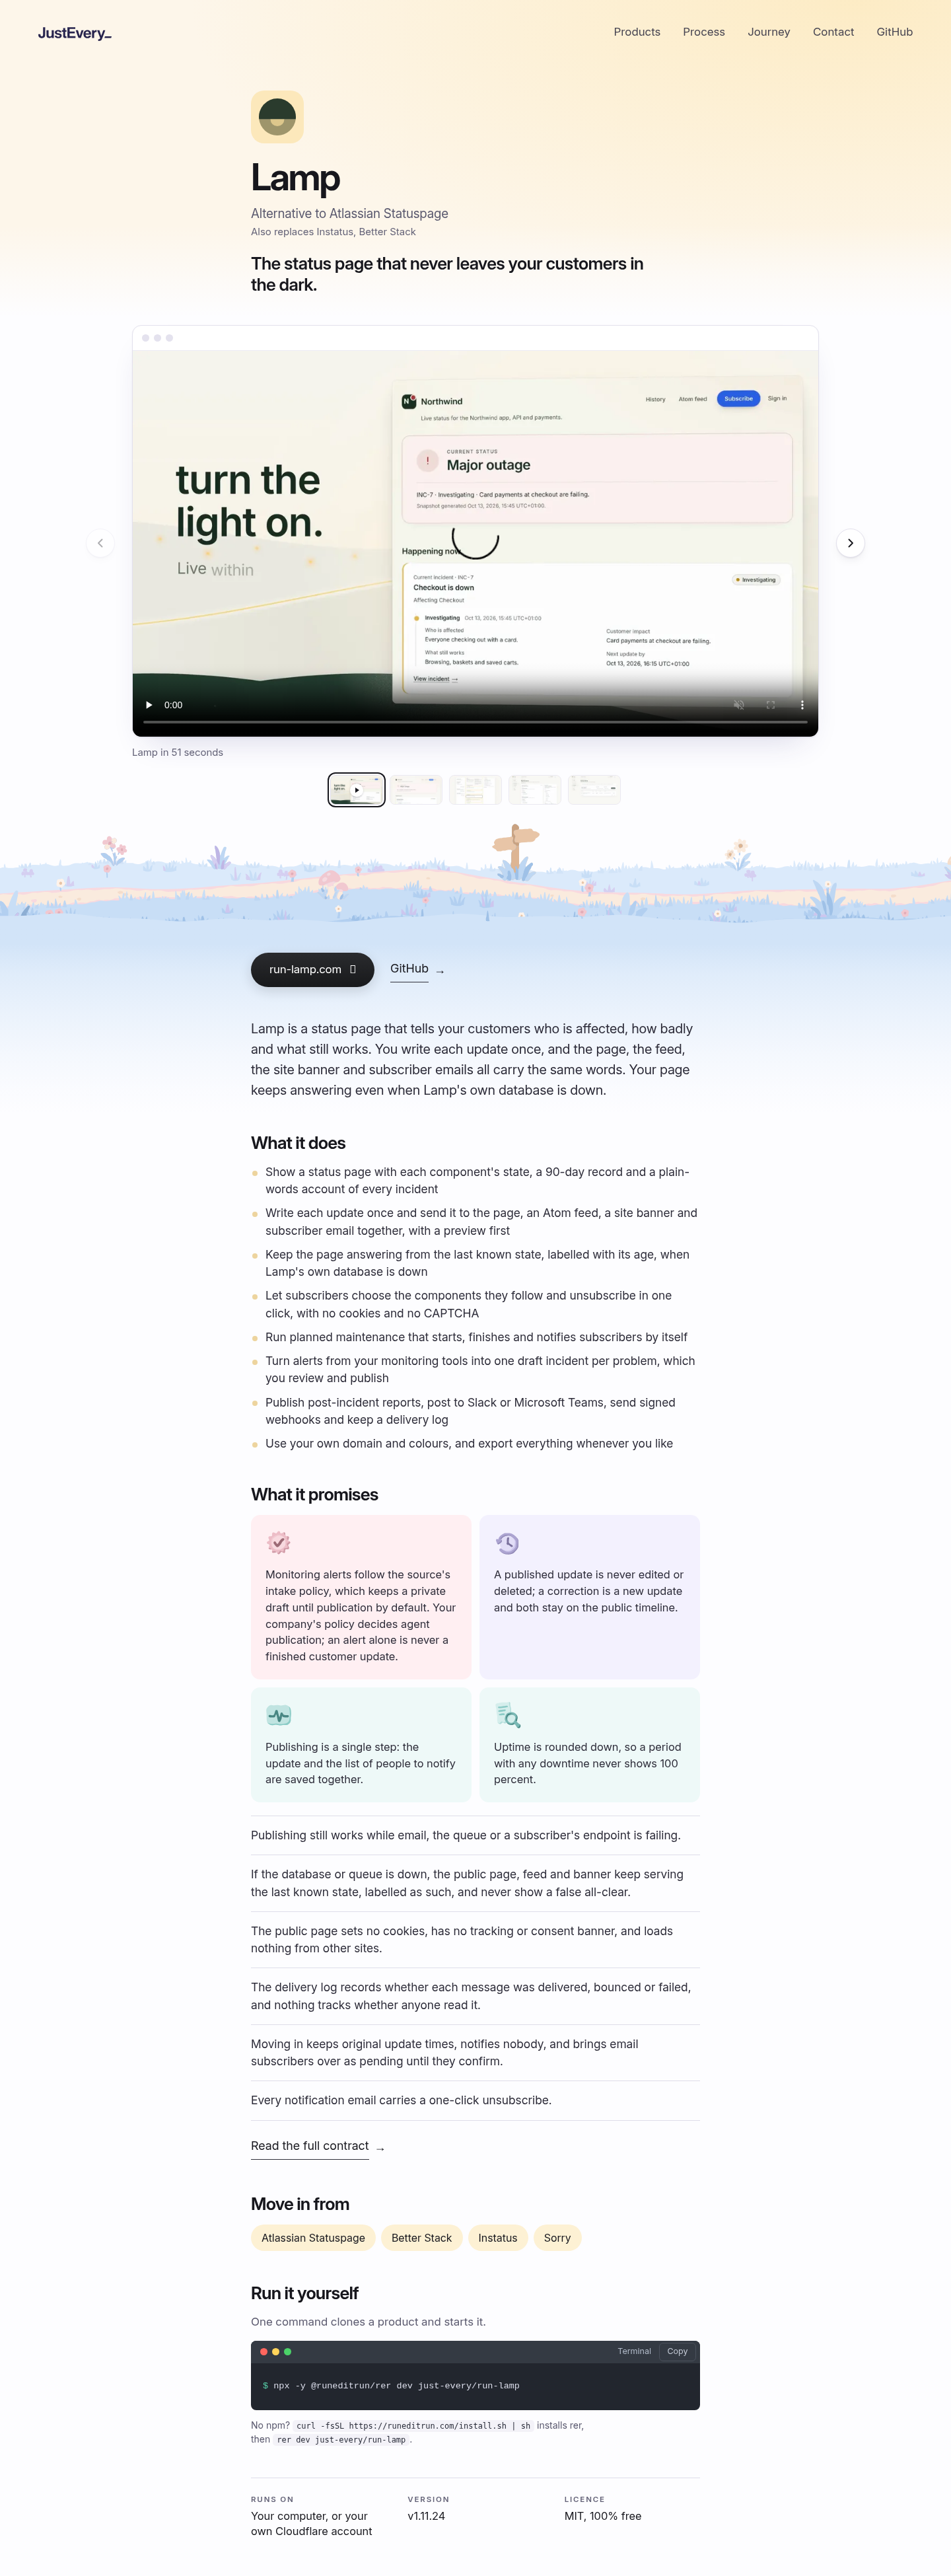 JustEvery_
Products Process Journey Contact GitHub
Lamp
Alternative to Atlassian Statuspage
Also replaces Instatus, Better Stack
The status page that never leaves your customers in
the dark.
turn the
light on.
Live within
Northwind
History Atom feed Subscribe Sign in
Live status for the Northwind app, API and payments.
CURRENT STATUS
Major outage
INC-7 · Investigating · Card payments at checkout are failing.
Snapshot generated Oct 13, 2026, 15:45 UTC+01:00.
Happening now
Current incident · INC-7
Investigating
Checkout is down
Affecting Checkout
Investigating Oct 13, 2026, 15:45 UTC+01:00
Who is affected
Everyone checking out with a card.
Customer impact
Card payments at checkout are failing.
What still works
Browsing, baskets and saved carts.
Next update by
Oct 13, 2026, 16:15 UTC+01:00
View incident →
0:00
Lamp in 51 seconds
run-lamp.com
GitHub →
Lamp is a status page that tells your customers who is affected, how badly
and what still works. You write each update once, and the page, the feed,
the site banner and subscriber emails all carry the same words. Your page
keeps answering even when Lamp's own database is down.
What it does
Show a status page with each component's state, a 90-day record and a plain-
words account of every incident
Write each update once and send it to the page, an Atom feed, a site banner and
subscriber email together, with a preview first
Keep the page answering from the last known state, labelled with its age, when
Lamp's own database is down
Let subscribers choose the components they follow and unsubscribe in one
click, with no cookies and no CAPTCHA
Run planned maintenance that starts, finishes and notifies subscribers by itself
Turn alerts from your monitoring tools into one draft incident per problem, which
you review and publish
Publish post-incident reports, post to Slack or Microsoft Teams, send signed
webhooks and keep a delivery log
Use your own domain and colours, and export everything whenever you like
What it promises
Monitoring alerts follow the source's
intake policy, which keeps a private
draft until publication by default. Your
company's policy decides agent
publication; an alert alone is never a
finished customer update.
A published update is never edited or
deleted; a correction is a new update
and both stay on the public timeline.
Publishing is a single step: the
update and the list of people to notify
are saved together.
Uptime is rounded down, so a period
with any downtime never shows 100
percent.
Publishing still works while email, the queue or a subscriber's endpoint is failing.
If the database or queue is down, the public page, feed and banner keep serving
the last known state, labelled as such, and never show a false all-clear.
The public page sets no cookies, has no tracking or consent banner, and loads
nothing from other sites.
The delivery log records whether each message was delivered, bounced or failed,
and nothing tracks whether anyone read it.
Moving in keeps original update times, notifies nobody, and brings email
subscribers over as pending until they confirm.
Every notification email carries a one-click unsubscribe.
Read the full contract →
Move in from
Atlassian Statuspage Better Stack Instatus Sorry
Run it yourself
One command clones a product and starts it.
Terminal Copy
$ npx -y @runeditrun/rer dev just-every/run-lamp
No npm? curl -fsSL https://runeditrun.com/install.sh | sh installs rer,
then rer dev just-every/run-lamp.
RUNS ON
Your computer, or your
own Cloudflare account
VERSION
v1.11.24
LICENCE
MIT, 100% free